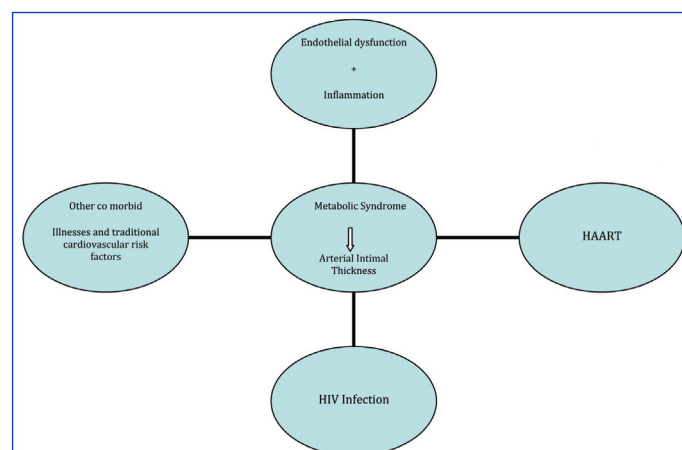 Endothelial dysfunction
+
Inflammation
Other co morbid
Illnesses and traditional
cardiovascular risk
factors
Metabolic Syndrome
Arterial Intimal
Thickness
HAART
HIV Infection